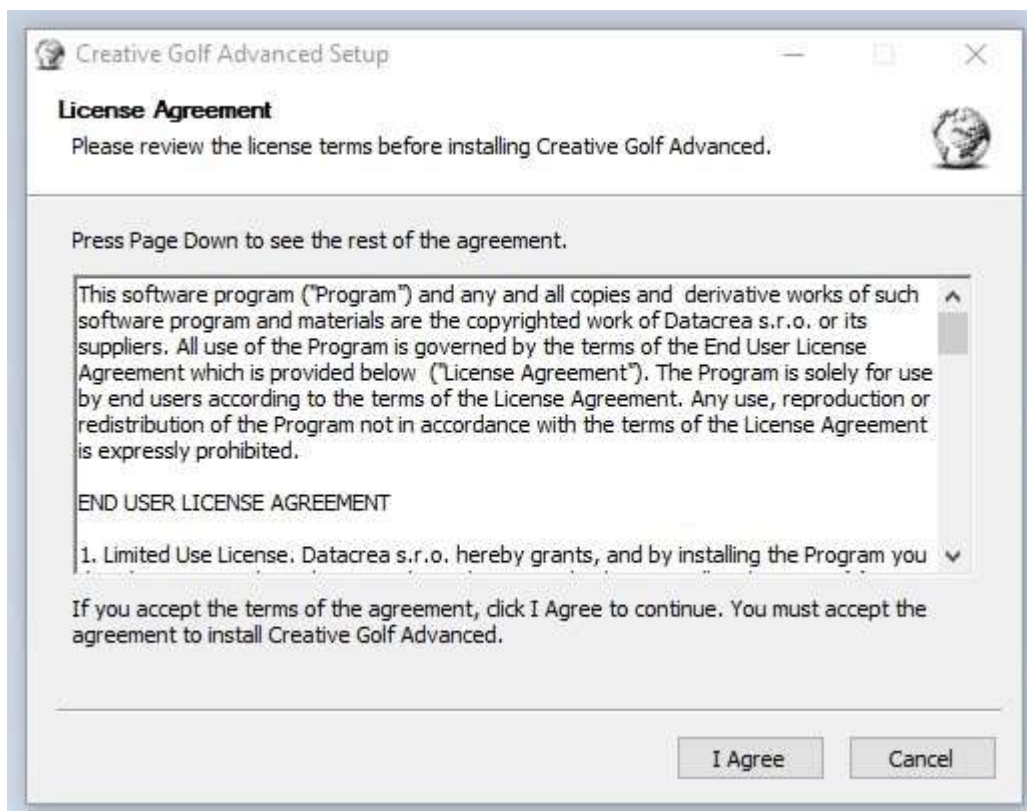 Creative Golf Advanced Setup
License Agreement
Please review the license terms before installing Creative Golf Advanced.
Press Page Down to see the rest of the agreement.
This software program ("Program") and any and all copies and  derivative works of such
software program and materials are the copyrighted work of Datacrea s.r.o. or its
suppliers. All use of the Program is governed by the terms of the End User License
Agreement which is provided below  ("License Agreement"). The Program is solely for use
by end users according to the terms of the License Agreement. Any use, reproduction or
redistribution of the Program not in accordance with the terms of the License Agreement
is expressly prohibited.
END USER LICENSE AGREEMENT
1. Limited Use License. Datacrea s.r.o. hereby grants, and by installing the Program you
If you accept the terms of the agreement, click I Agree to continue. You must accept the
agreement to install Creative Golf Advanced.
I Agree
Cancel